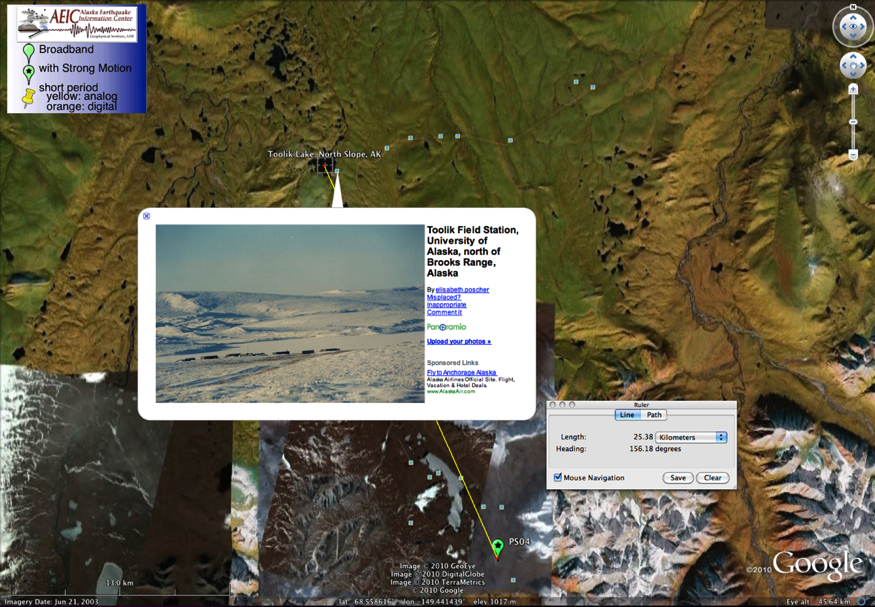 AEIC Alaska Earthquake
Information Center
Geophysical Institute, UAF
Broadband
with Strong Motion
short period
yellow: analog
orange: digital
Toolik Lake, North Slope, AK
Toolik Field Station,
University of
Alaska, north of
Brooks Range,
Alaska
By elisabeth.poscher
Misplaced?
Inappropriate
Comment it
Panoramio
Upload your photos »
Sponsored Links
Fly to Anchorage Alaska
Alaska Airlines Official Site. Flight,
Vacation & Hotel Deals.
www.AlaskaAir.com
Ruler
Line Path
Length: 25.38 Kilometers
Heading: 156.18 degrees
Mouse Navigation Save Clear
PS04
Image © 2010 GeoEye
Image © 2010 DigitalGlobe
Image © 2010 TerraMetrics
© 2010 Google
©2010 Google
13.0 km
Imagery Date: Jun 21, 2003
lat 68.558616° lon -149.441439° elev 1017 m
Eye alt 45.64 km